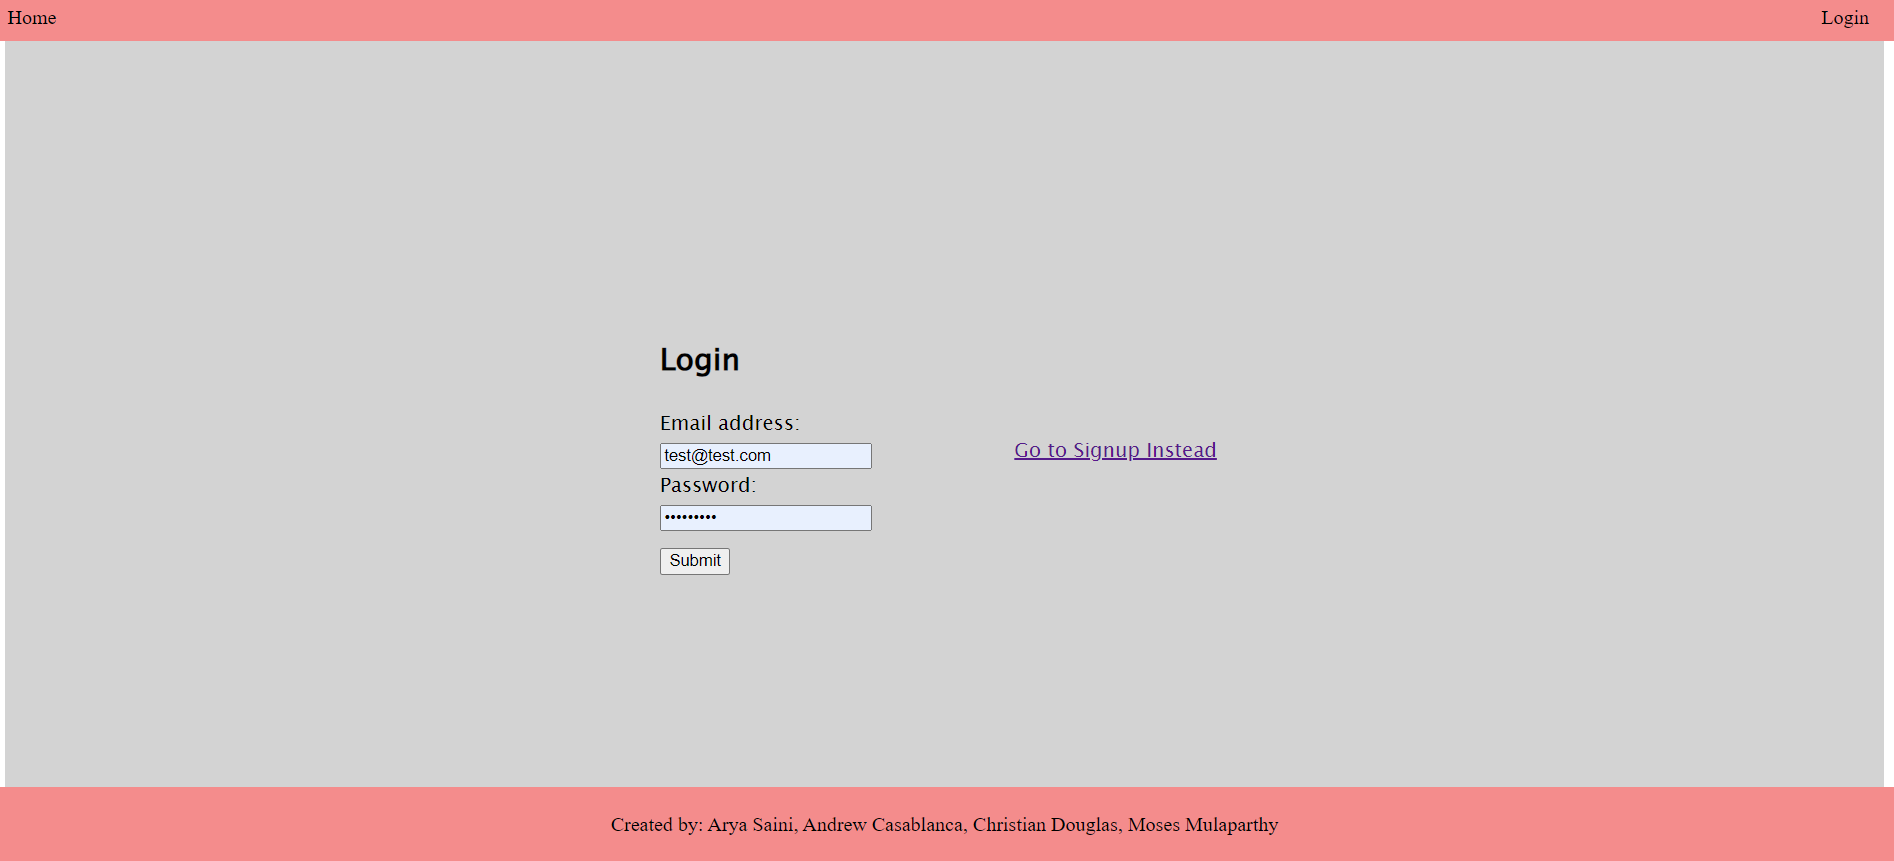 Home
Login
Login
Email address:
test@test.com
Go to Signup Instead
Password:
•••••••••
Submit
Created by: Arya Saini, Andrew Casablanca, Christian Douglas, Moses Mulaparthy